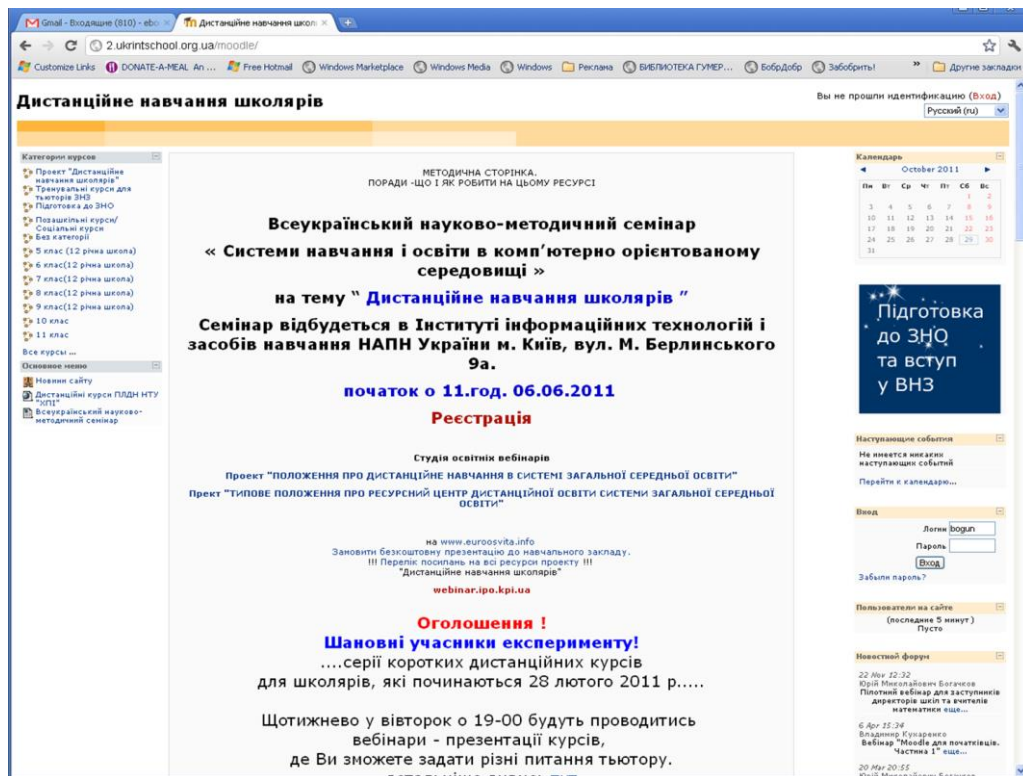 Gmail - Входящие (810) - ebo
Дистанційне навчання школ
2.ukrintschool.org.ua/moodle/
Customize Links DONATE-A-MEAL An ... Free Hotmail Windows Marketplace Windows Media Windows Реклама БИБЛИОТЕКА ГУМЕР... БобрДобр Забобрить! » Другие закладки
Дистанційне навчання школярів
Вы не прошли идентификацию (Вход)
Русский (ru)
Категории курсов
Проект "Дистанційне
навчання школярів"
Тренувальні курси для
тьюторів ЗНЗ
Підготовка до ЗНО
Позашкільні курси/
Соціальні курси
Без категорії
5 клас (12 річна школа)
6 клас(12 річна школа)
7 клас(12 річна школа)
8 клас(12 річна школа)
9 клас(12 річна школа)
10 клас
11 клас
Все курсы ...
Основное меню
Новини сайту
Дистанційні курси ПЛДН НТУ
"ХПІ"
Всеукраїнський науково-
методичний семінар
МЕТОДИЧНА СТОРІНКА.
ПОРАДИ -ЩО І ЯК РОБИТИ НА ЦЬОМУ РЕСУРСІ
Всеукраїнський науково-методичний семінар
« Системи навчання і освіти в комп'ютерно орієнтованому
середовищі »
на тему “ Дистанційне навчання школярів ”
Семінар відбудеться в Інституті інформаційних технологій і
засобів навчання НАПН України м. Київ, вул. М. Берлинського
9а.
початок о 11.год. 06.06.2011
Реєстрація
Студія освітніх вебінарів
Проект "ПОЛОЖЕННЯ ПРО ДИСТАНЦІЙНЕ НАВЧАННЯ В СИСТЕМІ ЗАГАЛЬНОЇ СЕРЕДНЬОЇ ОСВІТИ"
Прект "ТИПОВЕ ПОЛОЖЕННЯ ПРО РЕСУРСНИЙ ЦЕНТР ДИСТАНЦІЙНОЇ ОСВІТИ СИСТЕМИ ЗАГАЛЬНОЇ СЕРЕДНЬОЇ
ОСВІТИ"
на www.euroosvita.info
Зановити безкоштовну презентацію до навчального закладу.
!!! Перелік посилань на всі ресурси проекту !!!
"Дистанційне навчання школярів"
webinar.ipo.kpi.ua
Оголошення !
Шановні учасники експерименту!
....серії коротких дистанційних курсів
для школярів, які починаються 28 лютого 2011 р.....
Щотижнево у вівторок о 19-00 будуть проводитись
вебінари - презентації курсів,
де Ви зможете задати різні питання тьютору.
Календарь
October 2011
Пн Вт Ср Чт Пт Сб Вс
1 2
3 4 5 6 7 8 9
10 11 12 13 14 15 16
17 18 19 20 21 22 23
24 25 26 27 28 29 30
31
Підготовка
до ЗНО
та вступ
у ВНЗ
Наступающие события
Не имеется никаких
наступающих событий
Перейти к календарю...
Вход
Логин bogun
Пароль
Вход
Забыли пароль?
Пользователи на сайте
(последние 5 минут)
Пусто
Новостной форум
22 Nov 12:32
Юрій Миколайович Богачков
Пілотний вебінар для заступників
директорів шкіл та вчителів
математики еще...
6 Apr 15:34
Владимир Кухаренко
Вебінар "Moodle для початківців.
Частина 1" еще...
20 Mar 20:55
Юрій Миколайович Богачков